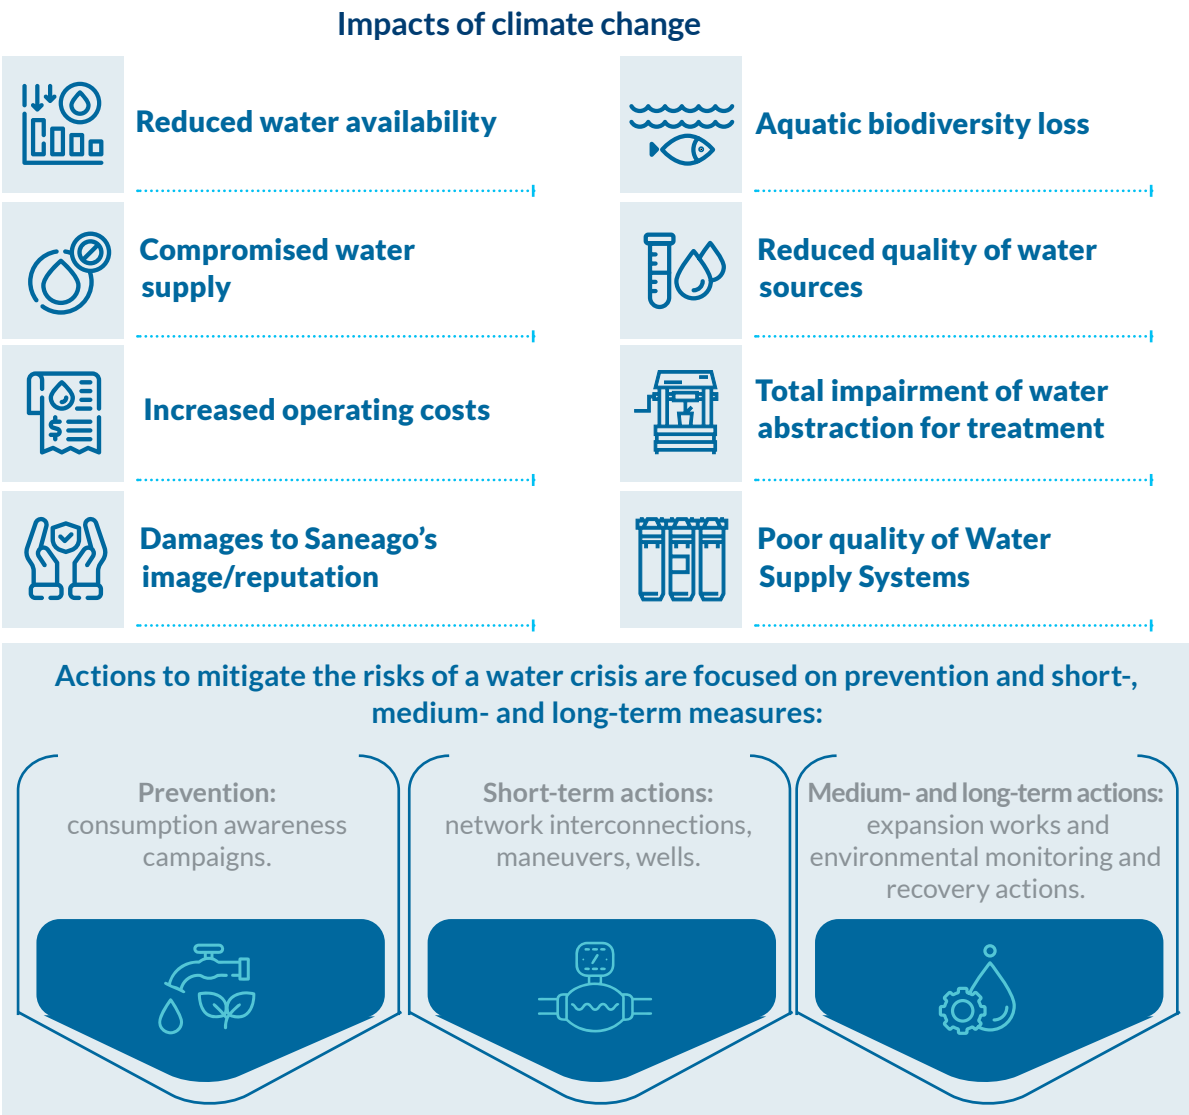 Impacts of climate change
Reduced water availability
Aquatic biodiversity loss
Compromised water
supply
Reduced quality of water
sources
Increased operating costs
Total impairment of water
abstraction for treatment
Damages to Saneago’s
image/reputation
Poor quality of Water
Supply Systems
Actions to mitigate the risks of a water crisis are focused on prevention and short-,
medium- and long-term measures:
Prevention:
consumption awareness
campaigns.
Short-term actions:
network interconnections,
maneuvers, wells.
Medium- and long-term actions:
expansion works and
environmental monitoring and
recovery actions.